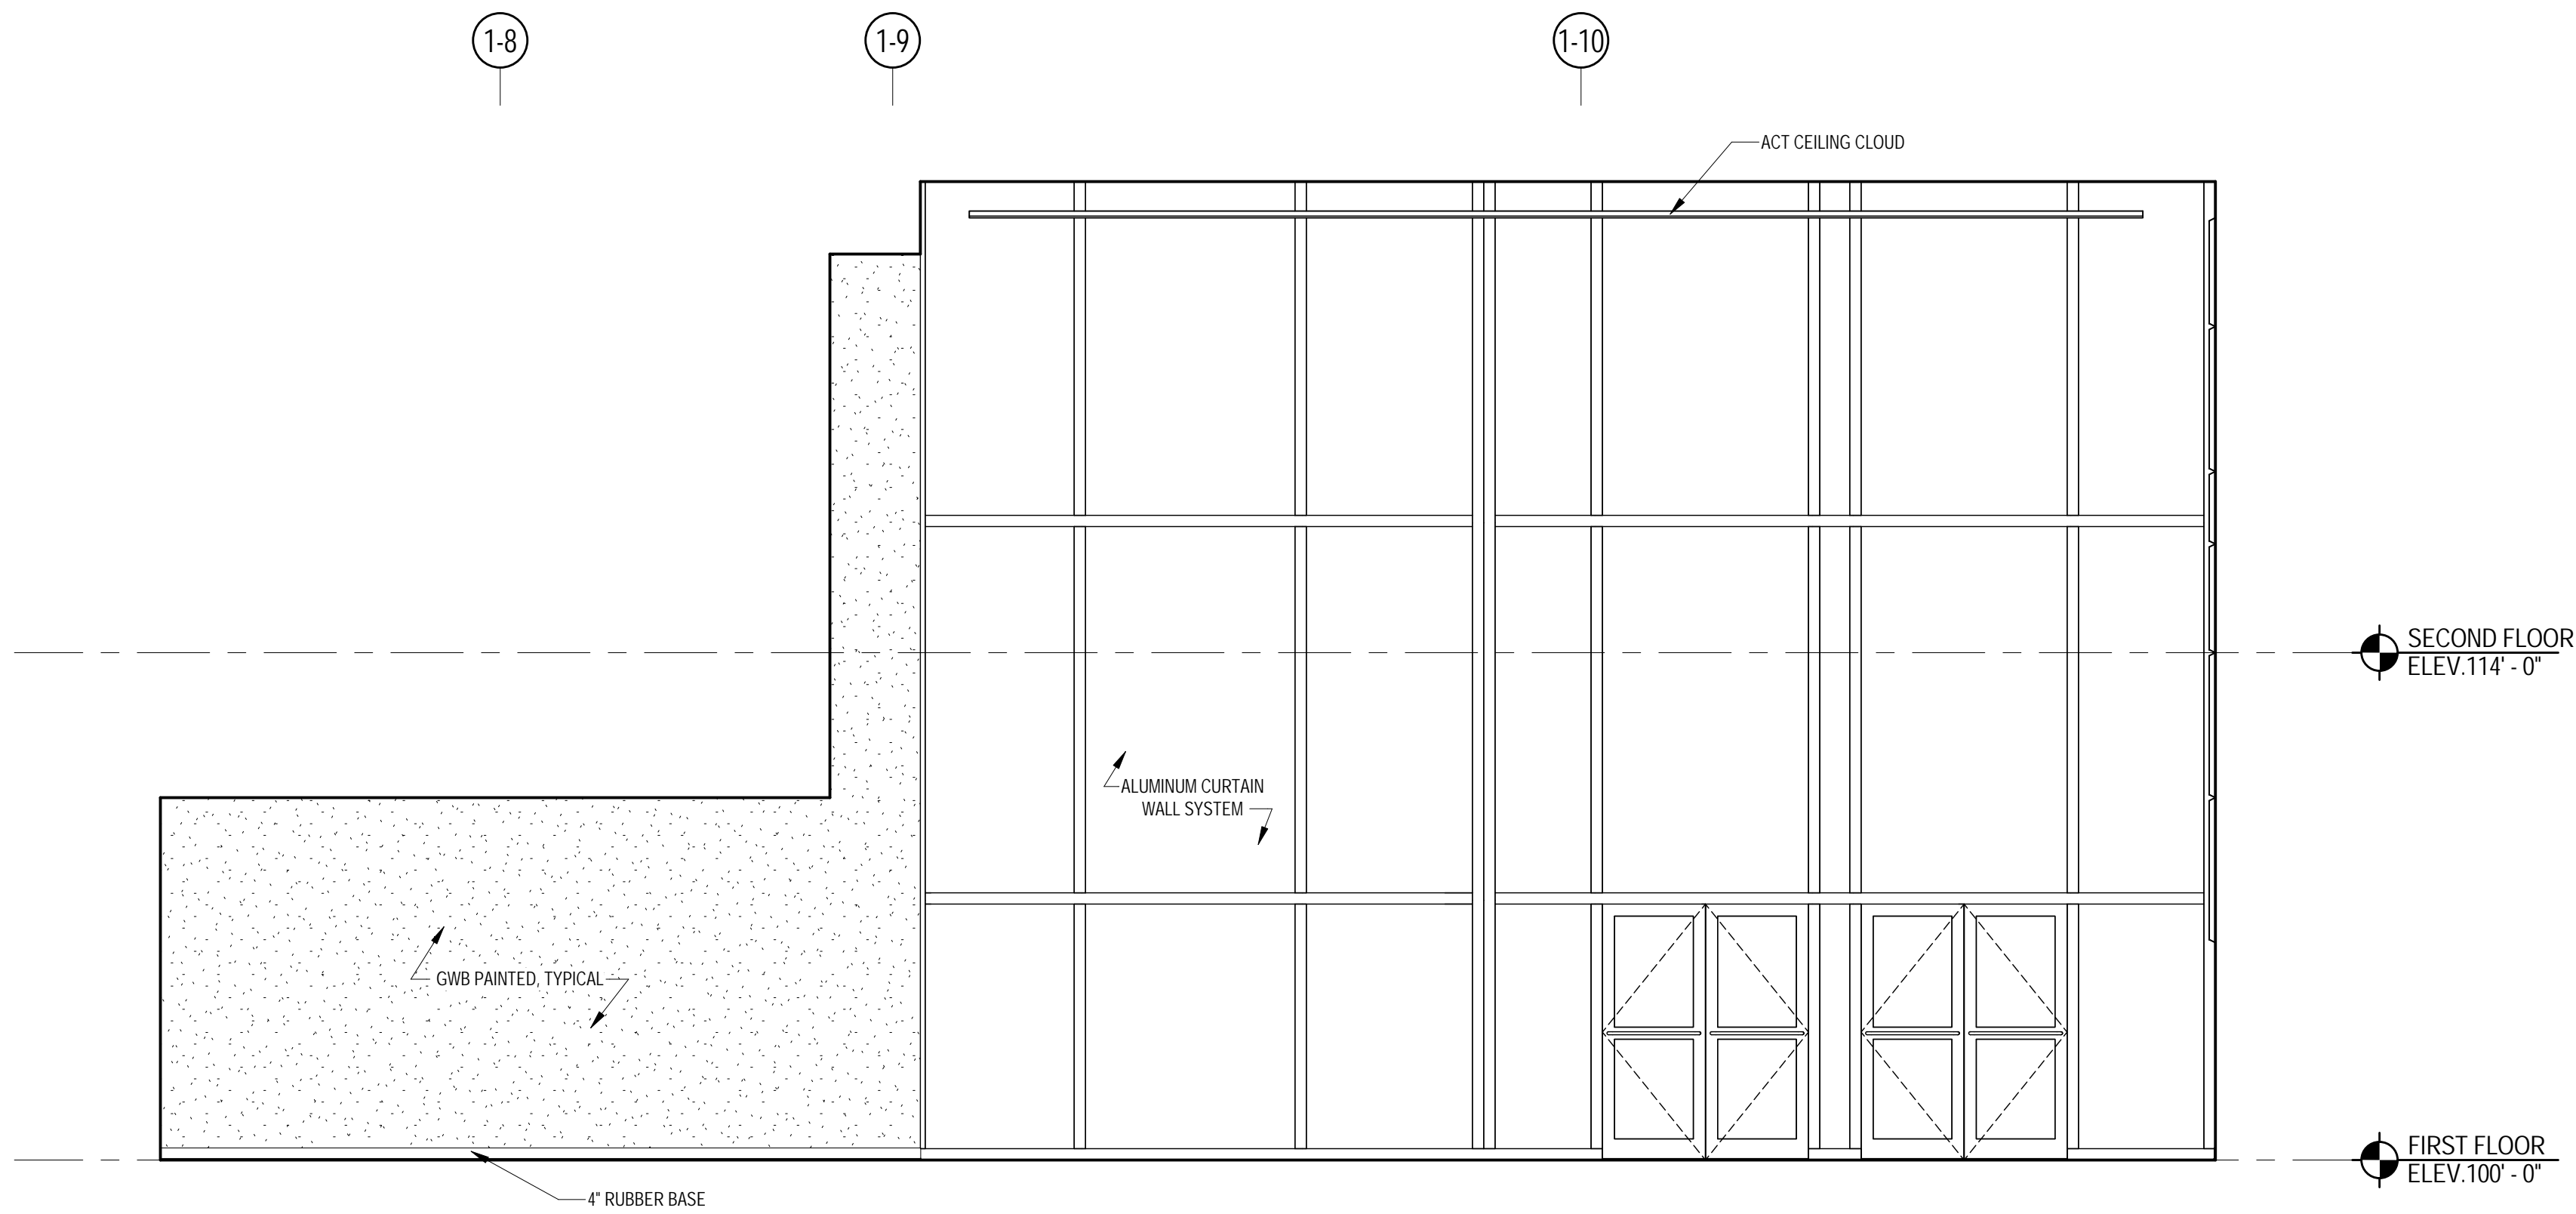 1-8
1-9
1-10
ACT CEILING CLOUD
SECOND FLOOR
ELEV.114' - 0"
ALUMINUM CURTAIN
WALL SYSTEM
GWB PAINTED, TYPICAL
FIRST FLOOR
ELEV.100' - 0"
4" RUBBER BASE